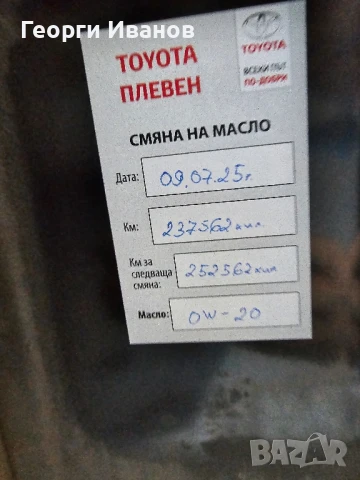 Георги Иванов
TOYOTA
ПЛЕВЕН
TOYOTA
ВСЕКИ ПЪТ
ПО-ДОБРИ
СМЯНА НА МАСЛО
Дата: 09.07.25г.
Км: 237562 км.
Км за
следваща
смяна: 252562 км
Масло: 0W-20
BAZAR